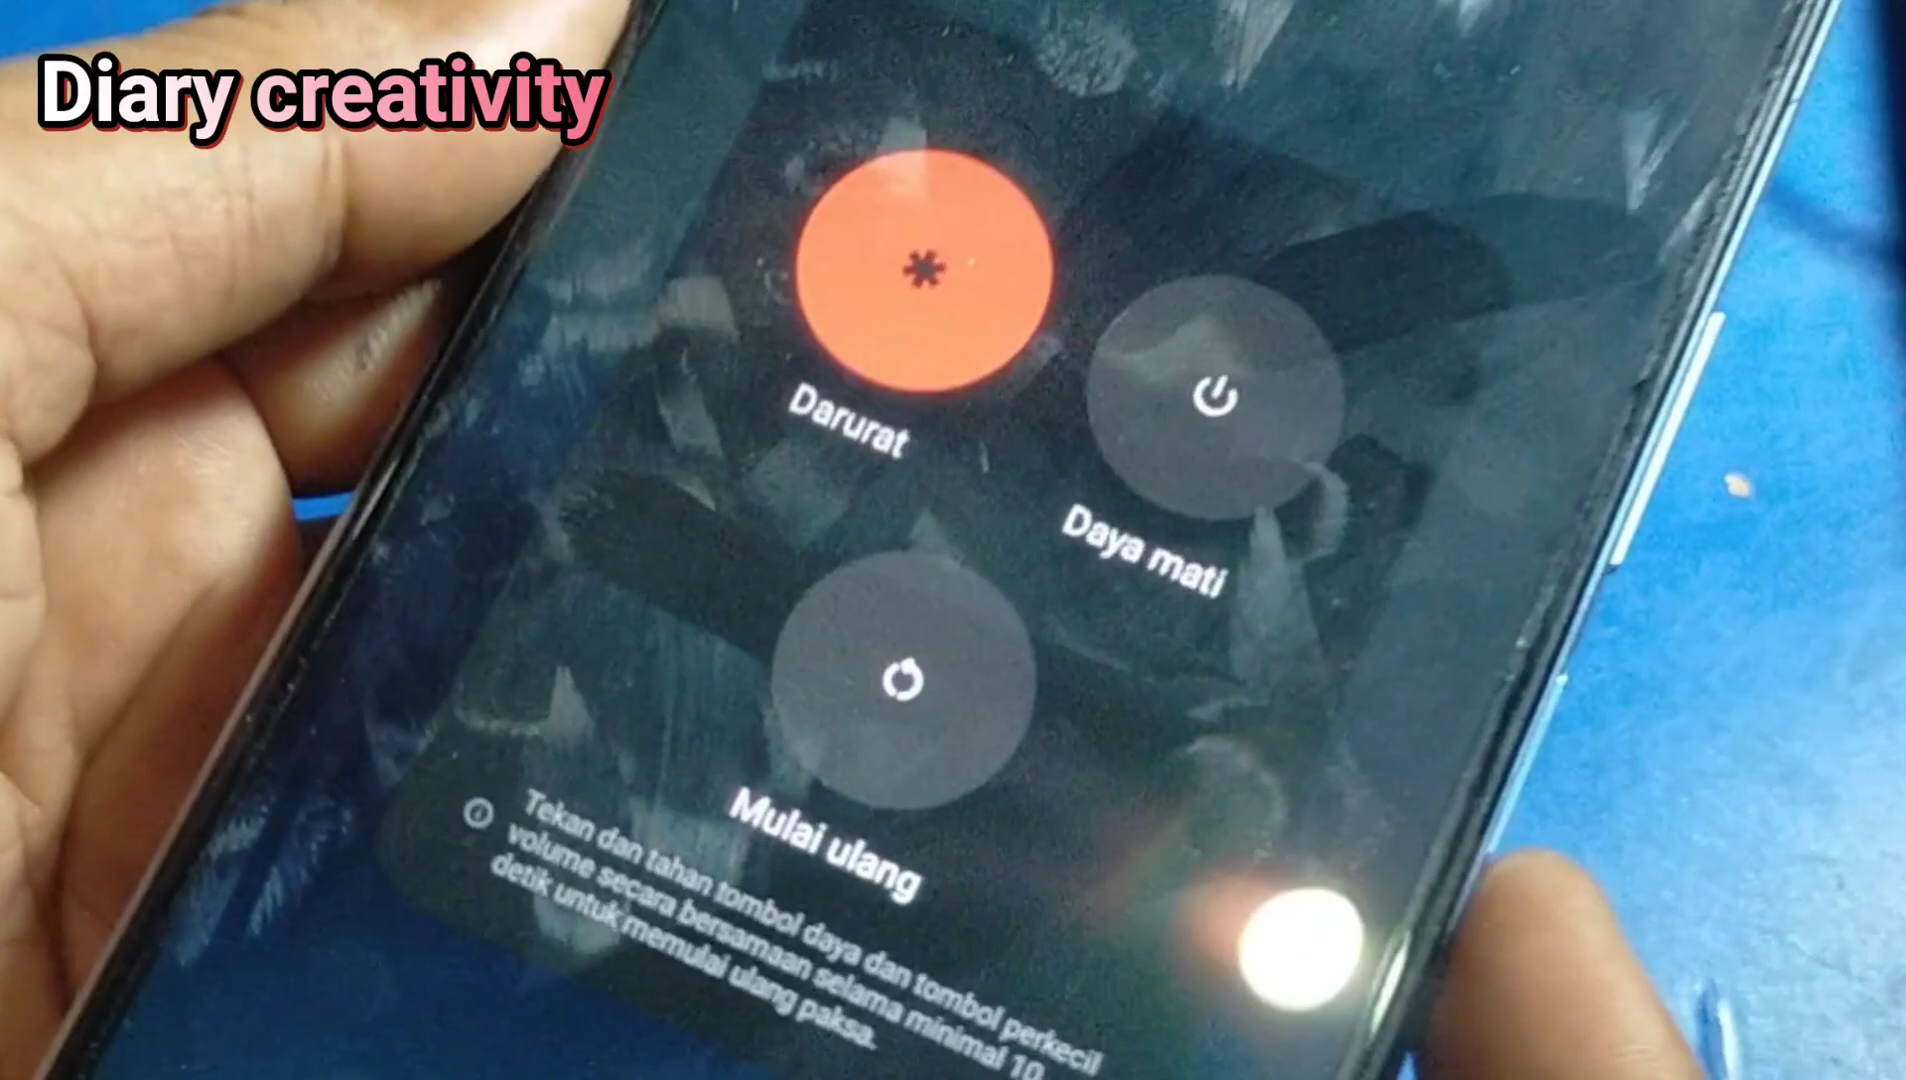 Diary creativity
Darurat
Daya mati
Mulai ulang
Tekan dan tahan tombol daya dan tombol perkecil
volume secara bersamaan selama minimal 10
detik untuk memulai ulang paksa.